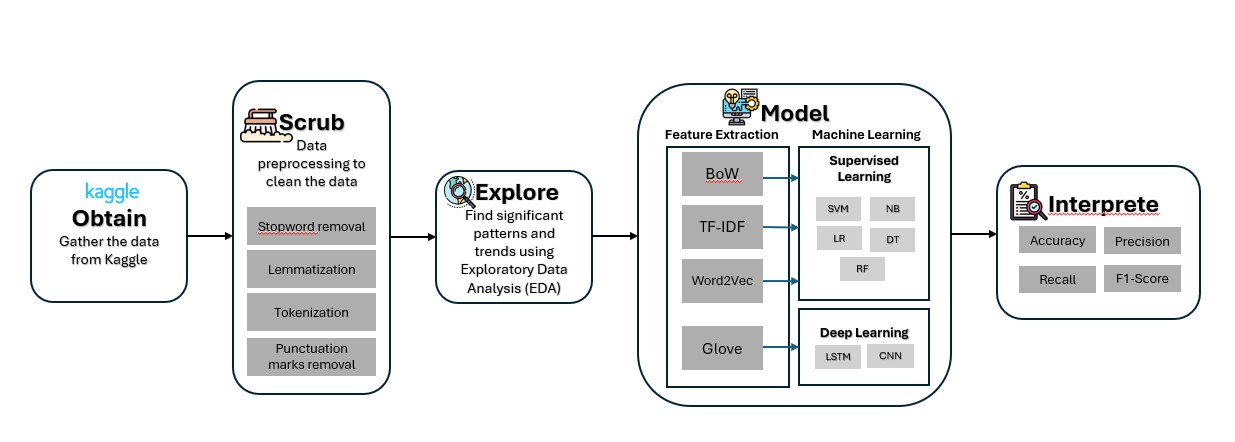 kaggle
Obtain
Gather the data
from Kaggle
Scrub
Data
preprocessing to
clean the data
Stopword removal
Lemmatization
Tokenization
Punctuation
marks removal
Explore
Find significant
patterns and
trends using
Exploratory Data
Analysis (EDA)
Model
Feature Extraction
BoW
TF-IDF
Word2Vec
Glove
Machine Learning
Supervised
Learning
SVM
NB
LR
DT
RF
Deep Learning
LSTM
CNN
%
Interprete
Accuracy
Precision
Recall
F1-Score